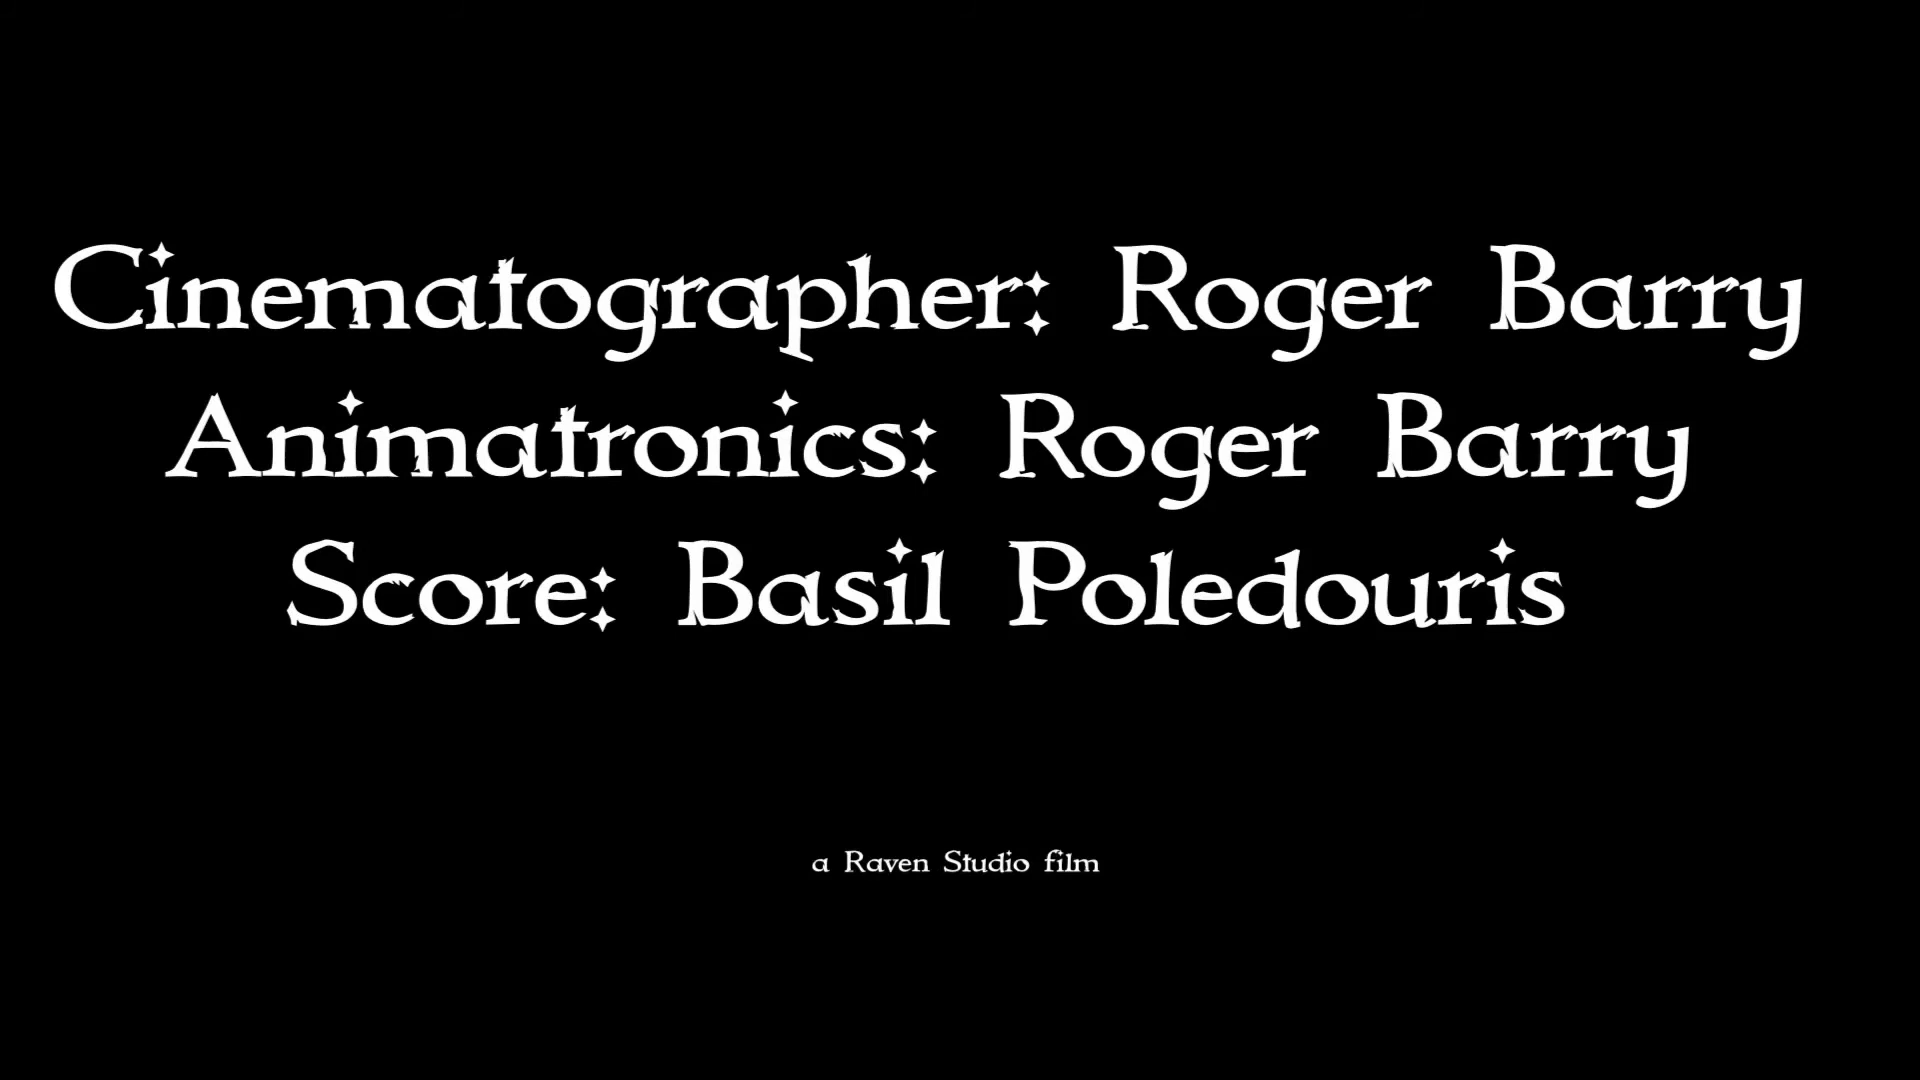 Cinematographer: Roger Barry
Animatronics: Roger Barry
Score: Basil Poledouris
a Raven Studio film